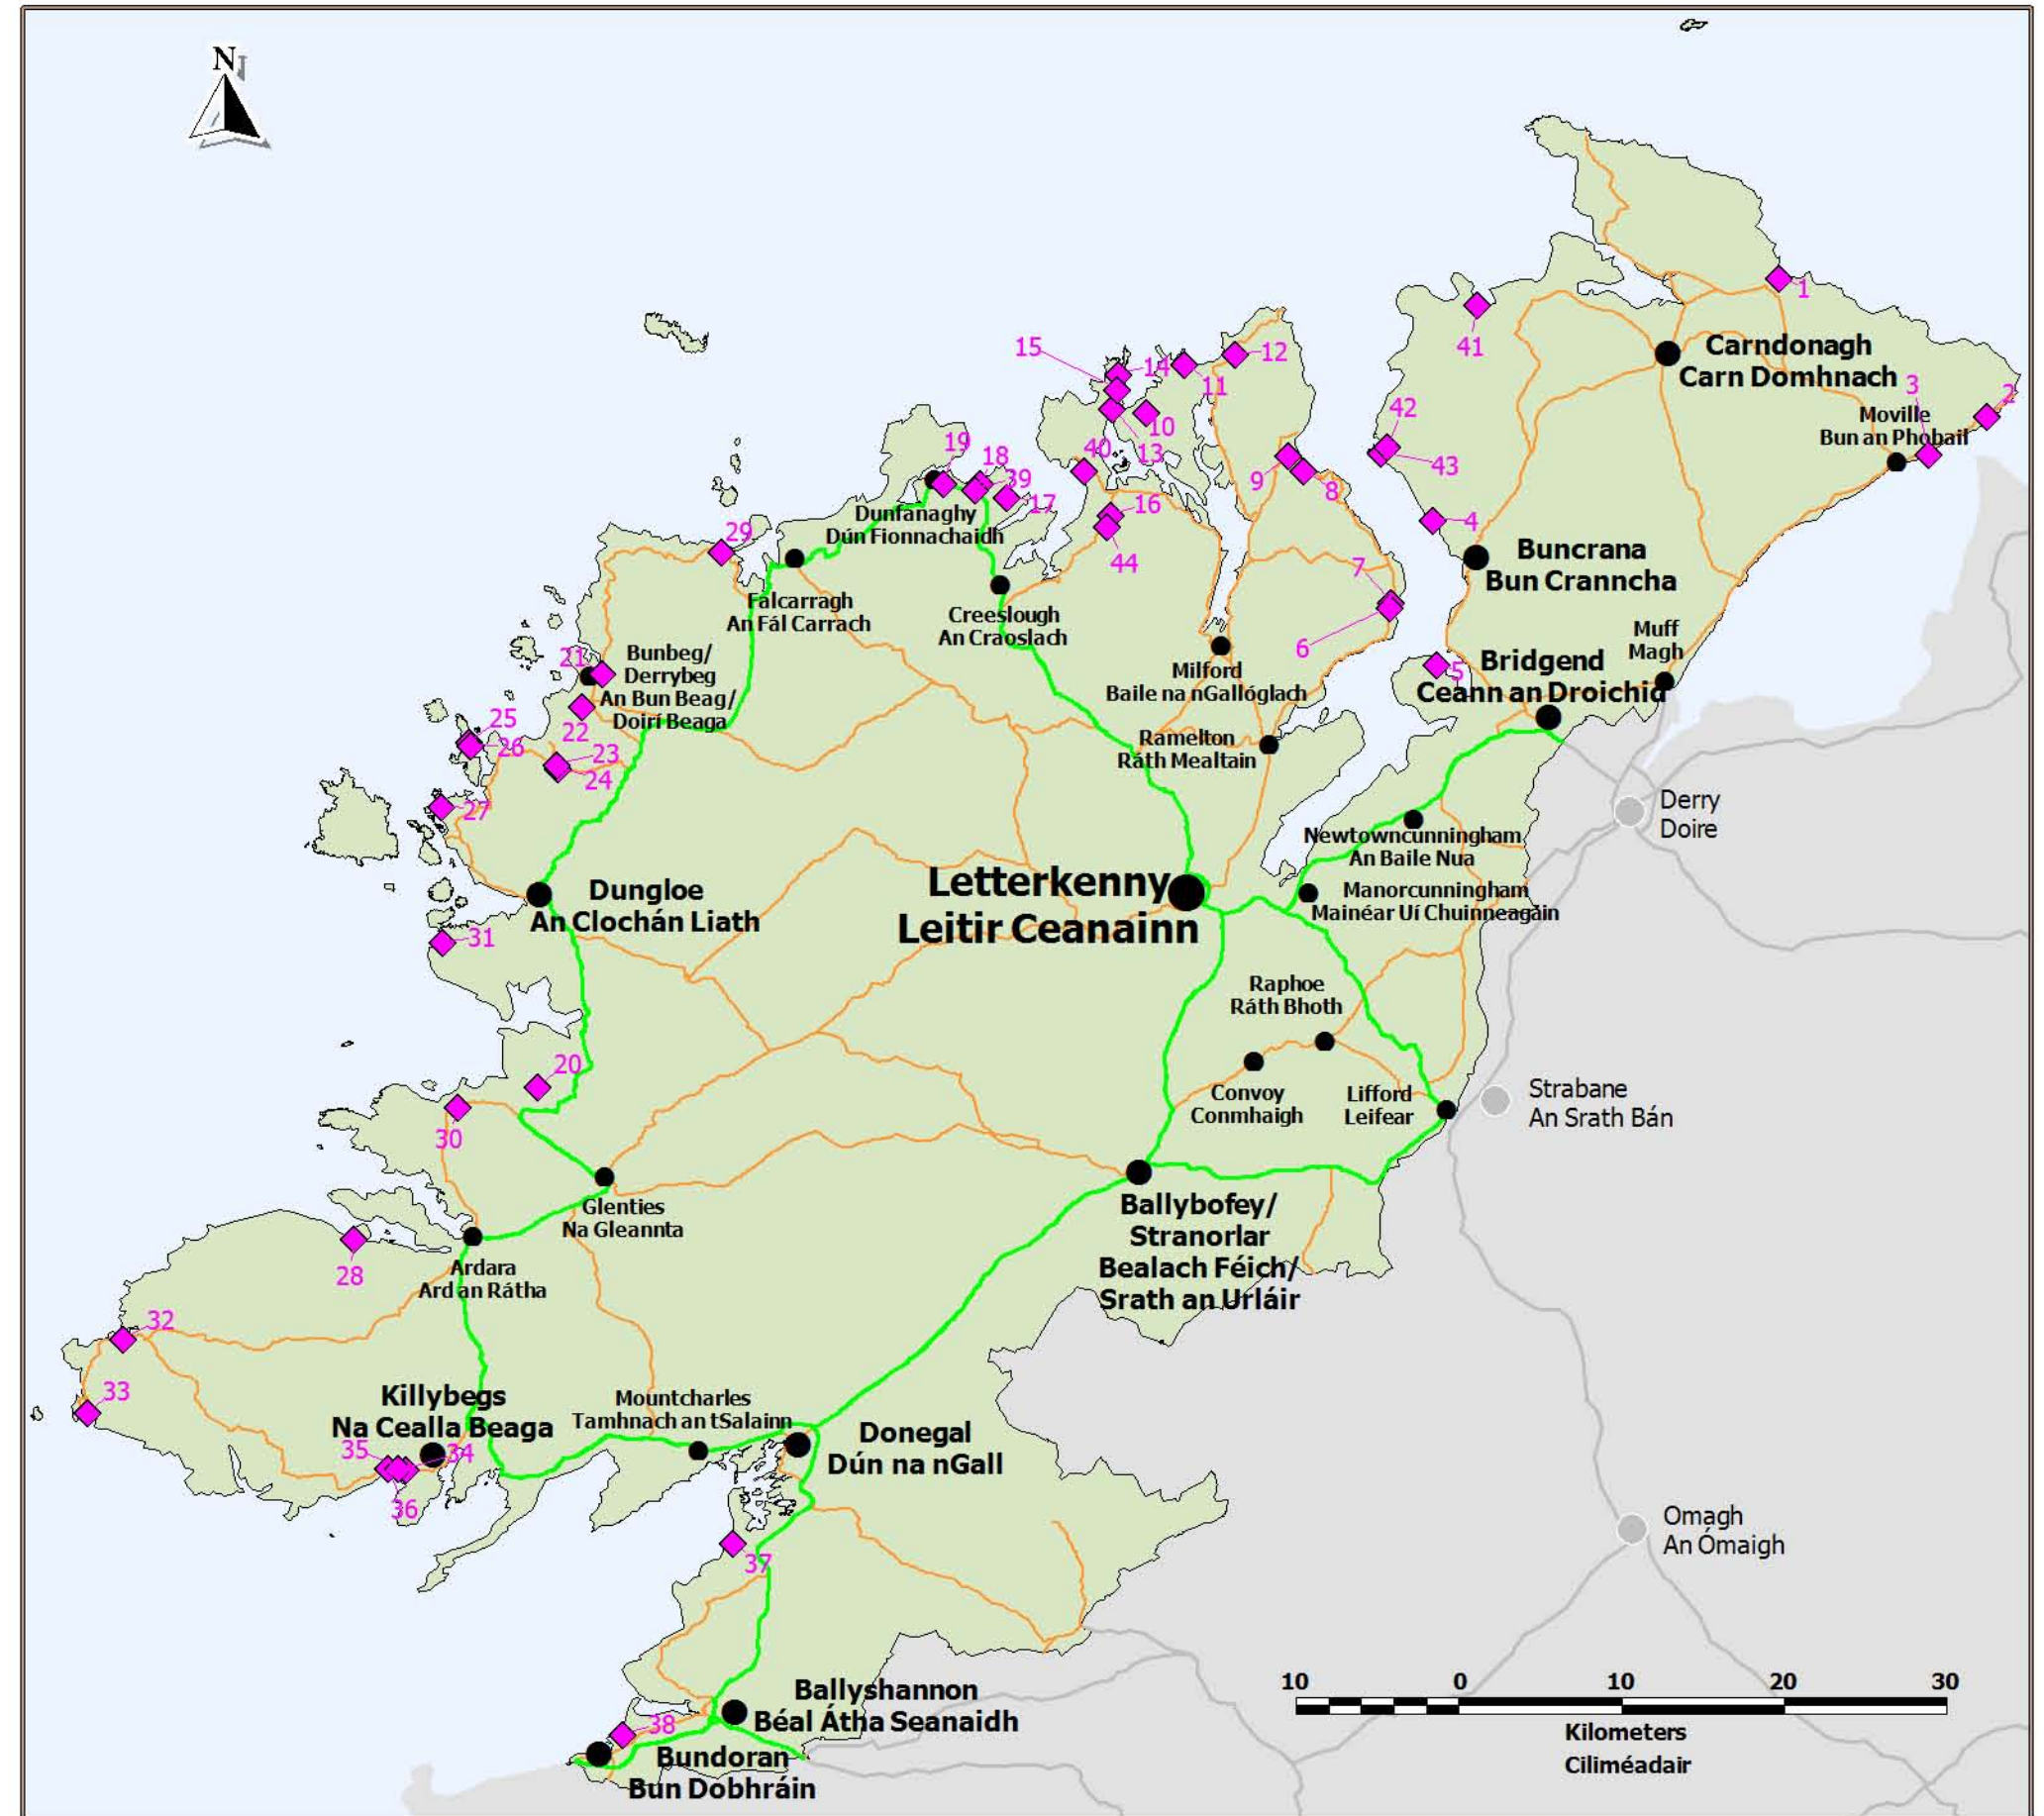 N
1
41
Carndonagh
Carn Domhnach
15
14
12
11
3
2
42
Moville
Bun an Phobail
10
19
18
40
13
43
39
9
8
17
16
4
Dunfanaghy
Dún Fionnachaidh
29
44
7
Buncrana
Bun Cranncha
Falcarragh
An Fál Carrach
Creeslough
An Craoslach
6
Muff
Magh
21
Bunbeg/
Derrybeg
An Bun Beag/
Doirí Beaga
Milford
Baile na nGallóglach
5
Bridgend
Ceann an Droichid
25
22
26
23
24
Ramelton
Ráth Mealtain
27
Derry
Doire
Newtowncunningham
An Baile Nua
Letterkenny
Leitir Ceanainn
Dungloe
An Clochán Liath
Manorcunningham
Mainéar Uí Chuinneagáin
31
Raphoe
Ráth Bhoth
20
Convoy
Conmhaigh
Lifford
Leifear
Strabane
An Srath Bán
30
Glenties
Na Gleannta
Ballybofey/
Stranorlar
Bealach Féich/
Srath an Urláir
28
Ardara
Ard an Rátha
32
33
Killybegs
Na Cealla Beaga
Mountcharles
Tamhnach an tSalainn
Donegal
Dún na nGall
35
34
36
Omagh
An Ómaigh
37
Ballyshannon
Béal Átha Seanaidh
38
Bundoran
Bun Dobhráin
10 0 10 20 30
Kilometers
Ciliméadair